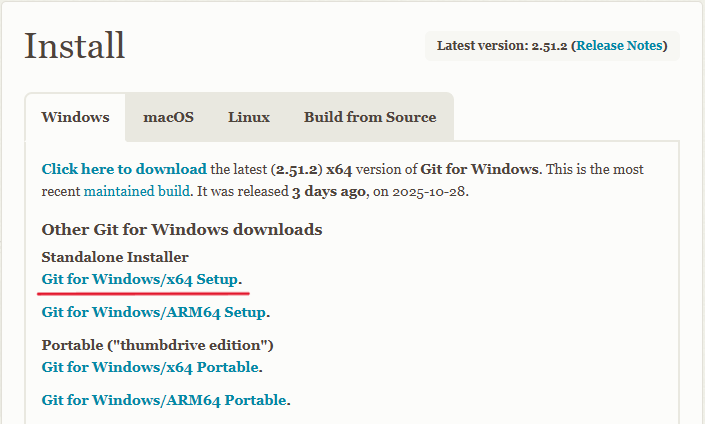 Install
Latest version: 2.51.2 (Release Notes)
Windows
macOS
Linux
Build from Source
Click here to download the latest (2.51.2) x64 version of Git for Windows. This is the most
recent maintained build. It was released 3 days ago, on 2025-10-28.
Other Git for Windows downloads
Standalone Installer
Git for Windows/x64 Setup.
Git for Windows/ARM64 Setup.
Portable ("thumbdrive edition")
Git for Windows/x64 Portable.
Git for Windows/ARM64 Portable.